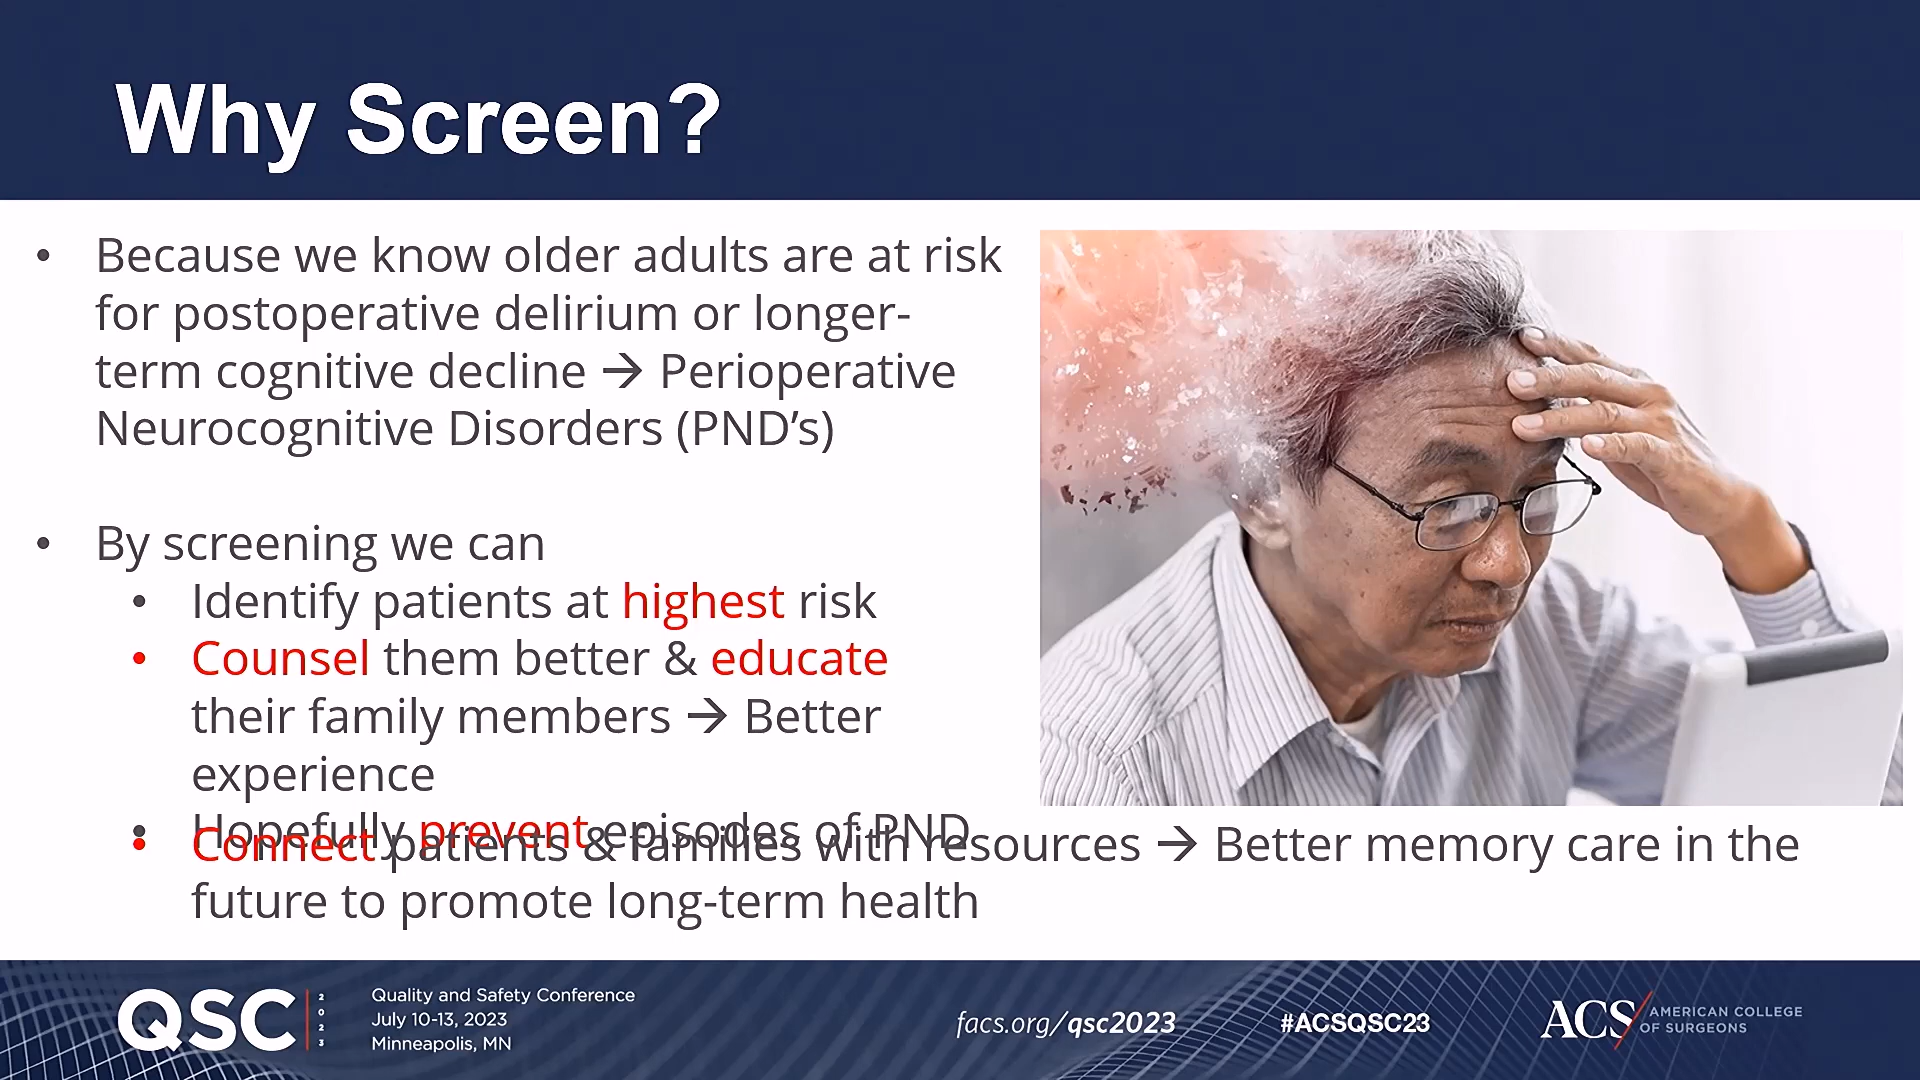 Why Screen?
• Because we know older adults are at risk
for postoperative delirium or longer-
term cognitive decline → Perioperative
Neurocognitive Disorders (PND’s)
• By screening we can
• Identify patients at highest risk
• Counsel them better & educate
their family members → Better
experience
• Hopefully prevent episodes of PND
• Connect patients & families with resources → Better memory care in the
future to promote long-term health
QSC 2023
Quality and Safety Conference
July 10-13, 2023
Minneapolis, MN
facs.org/qsc2023
#ACSQSC23
ACS AMERICAN COLLEGE
OF SURGEONS